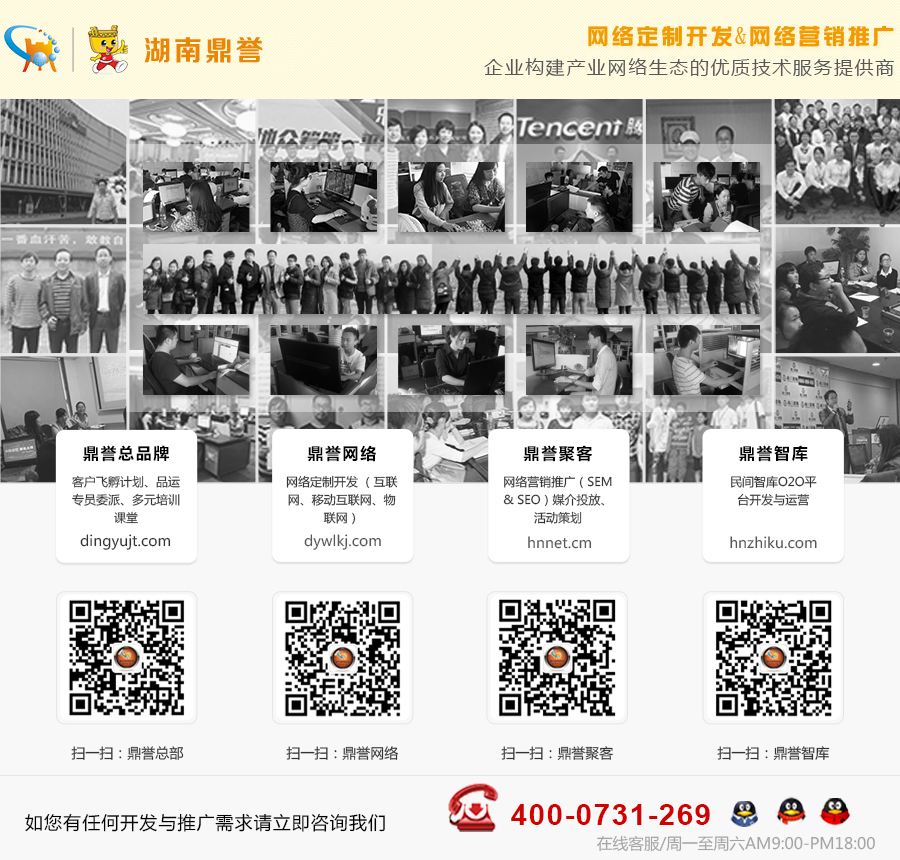 湖南鼎誉
网络定制开发&网络营销推广
企业构建产业网络生态的优质技术服务提供商
Tencent 腾
一番血汗苦，敢教自
鼎誉总品牌
客户飞孵计划、品运
专员委派、多元培训
课堂
dingyujt.com
鼎誉网络
网络定制开发（互联
网、移动互联网、物
联网）
dywlkj.com
鼎誉聚客
网络营销推广（SEM
& SEO）媒介投放、
活动策划
hnnet.cm
鼎誉智库
民间智库O2O平
台开发与运营
hnzhiku.com
扫一扫：鼎誉总部
扫一扫：鼎誉网络
扫一扫：鼎誉聚客
扫一扫：鼎誉智库
如您有任何开发与推广需求请立即咨询我们
400-0731-269
在线客服/周一至周六AM9:00-PM18:00